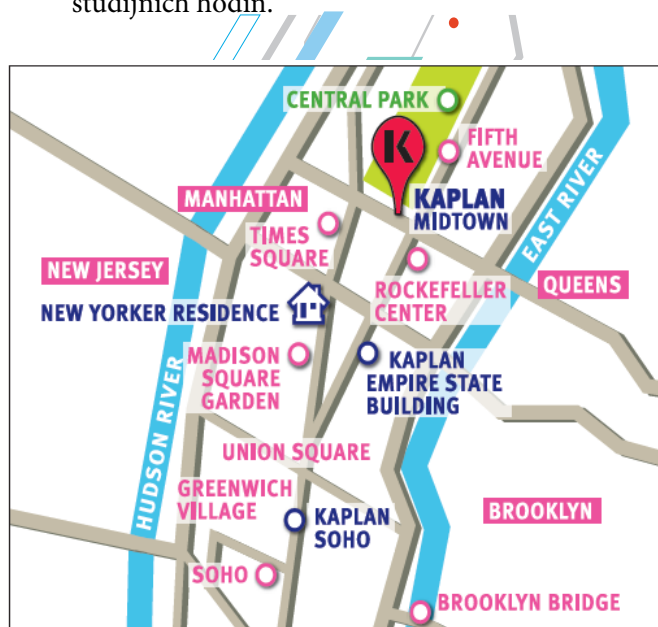 studijních hodin.
CENTRAL PARK
K
FIFTH
AVENUE
KAPLAN
MIDTOWN
MANHATTAN
TIMES
SQUARE
EAST RIVER
NEW JERSEY
ROCKEFELLER
CENTER
QUEENS
NEW YORKER RESIDENCE
MADISON
SQUARE
GARDEN
KAPLAN
EMPIRE STATE
BUILDING
HUDSON RIVER
UNION SQUARE
GREENWICH
VILLAGE
KAPLAN
SOHO
BROOKLYN
SOHO
BROOKLYN BRIDGE